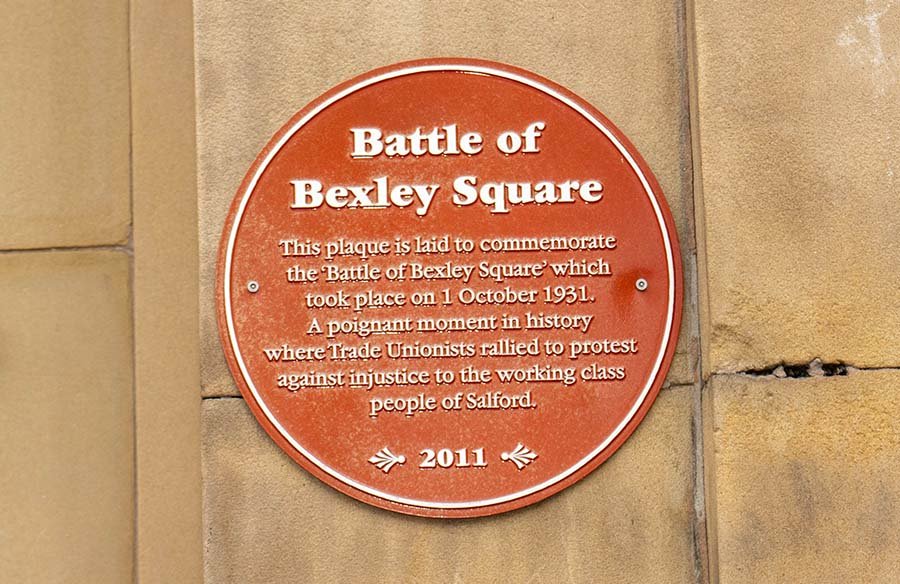 Battle of
Bexley Square
This plaque is laid to commemorate
the 'Battle of Bexley Square' which
took place on 1 October 1931.
A poignant moment in history
where Trade Unionists rallied to protest
against injustice to the working class
people of Salford.
2011